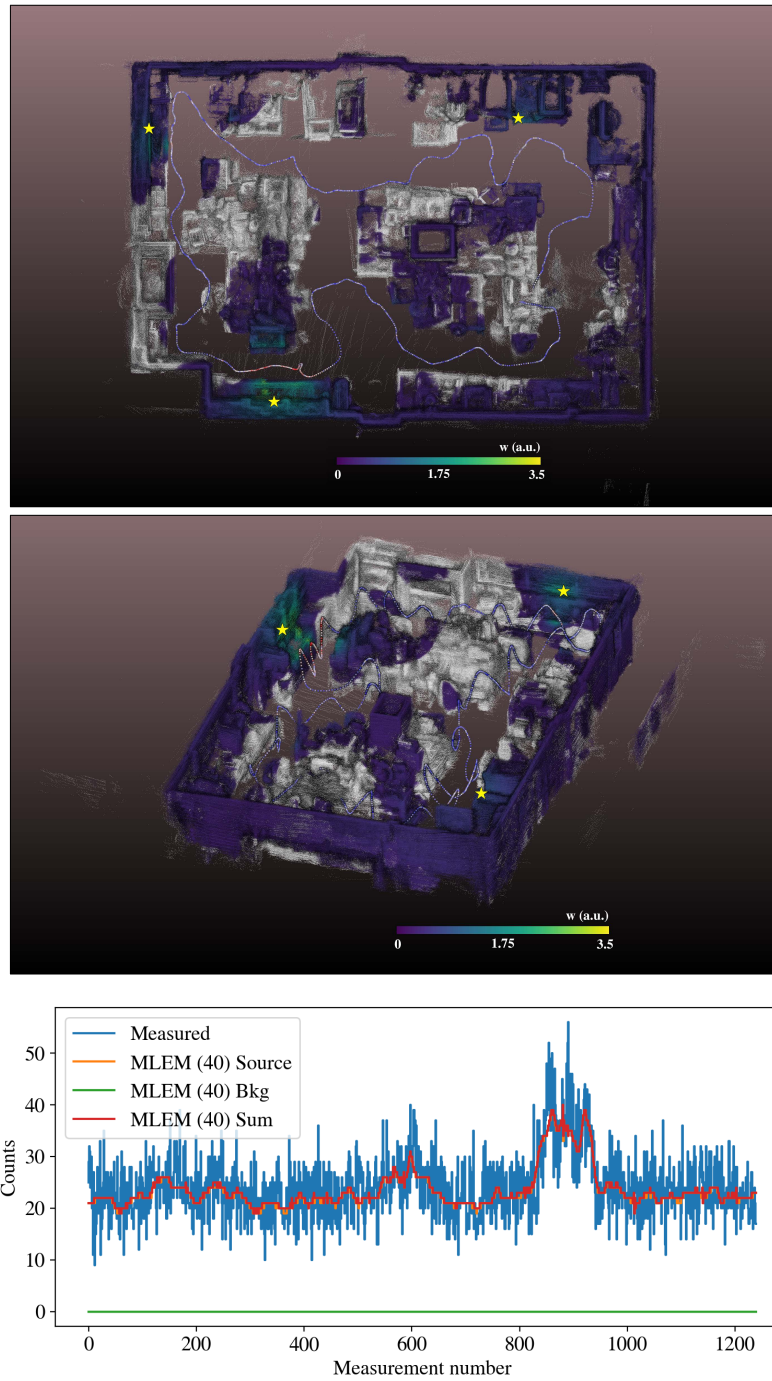 w (a.u.)
0 1.75 3.5
w (a.u.)
0 1.75 3.5
Measured
MLEM (40) Source
MLEM (40) Bkg
MLEM (40) Sum
Counts
50
40
30
20
10
0
0 200 400 600 800 1000 1200
Measurement number